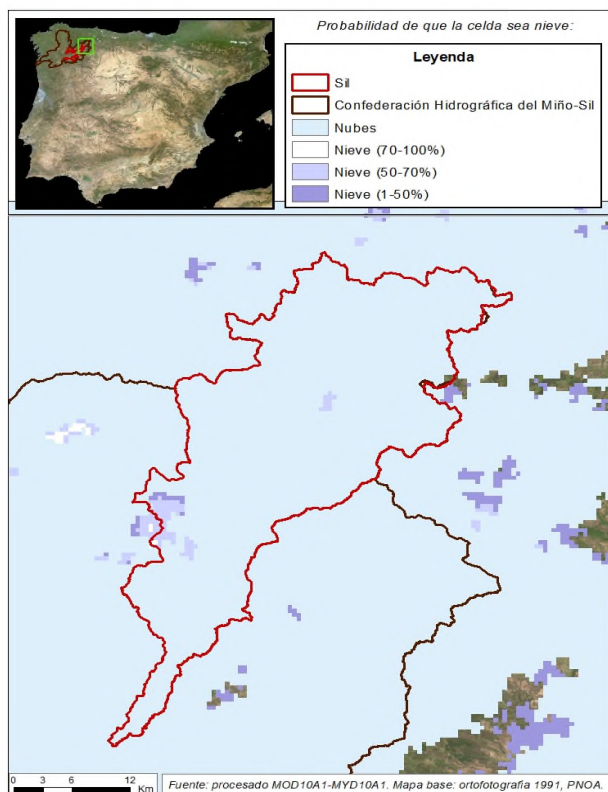 Probabilidad de que la celda sea nieve:
Leyenda
Sil
Confederación Hidrográfica del Miño-Sil
Nubes
Nieve (70-100%)
Nieve (50-70%)
Nieve (1-50%)
0 3 6 12
Km
Fuente: procesado MOD10A1-MYD10A1. Mapa base: ortofotografía 1991, PNOA.